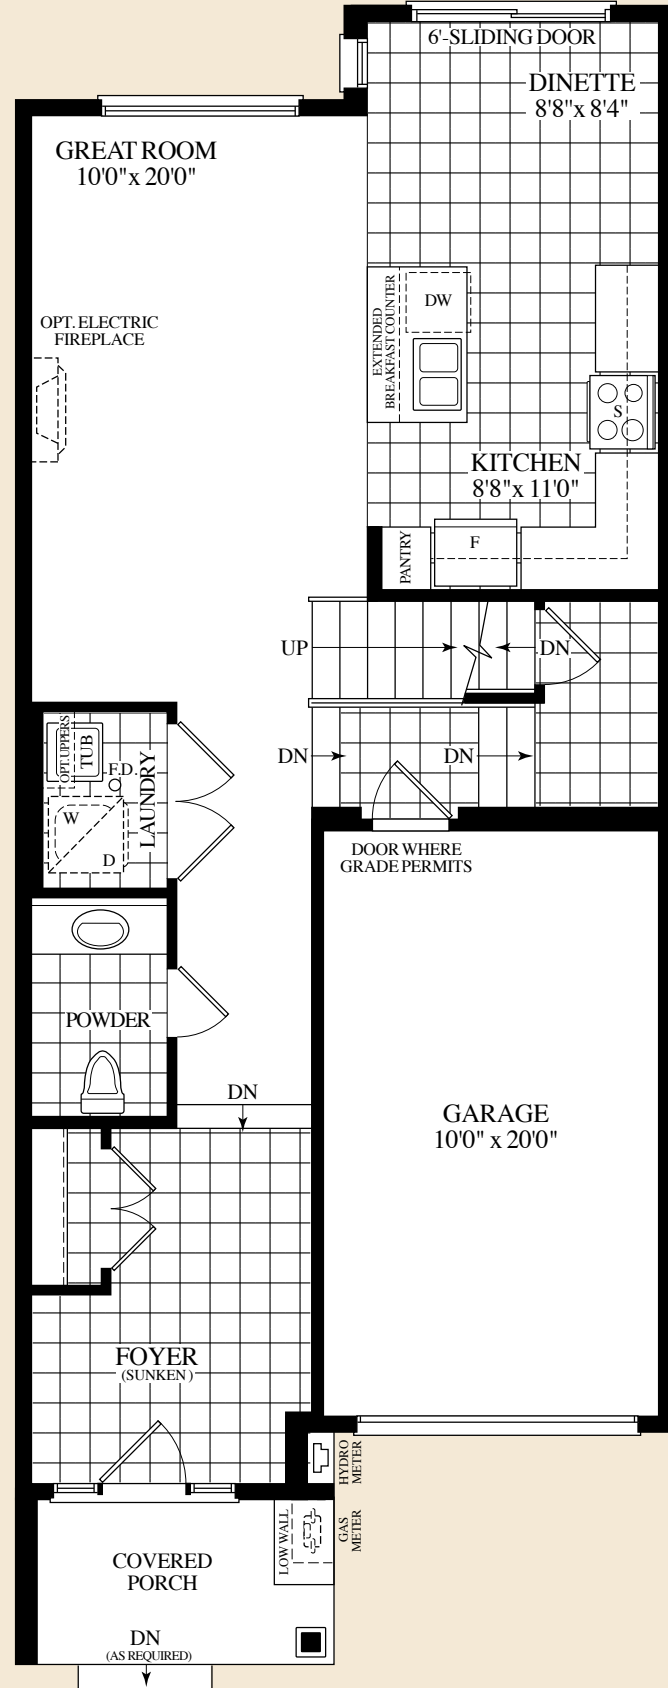 6'-SLIDING DOOR
DINETTE
8'8"x 8'4"
GREAT ROOM
10'0"x 20'0"
OPT. ELECTRIC
FIREPLACE
DW
EXTENDED
BREAKFAST COUNTER
S
KITCHEN
8'8"x 11'0"
PANTRY
F
UP
DN
DN
DN
OPT. UPPERS
TUB
F.D.
LAUNDRY
W
D
DOOR WHERE
GRADE PERMITS
POWDER
DN
GARAGE
10'0" x 20'0"
FOYER
(SUNKEN)
HYDRO
METER
GAS
METER
LOW WALL
COVERED
PORCH
DN
(AS REQUIRED)